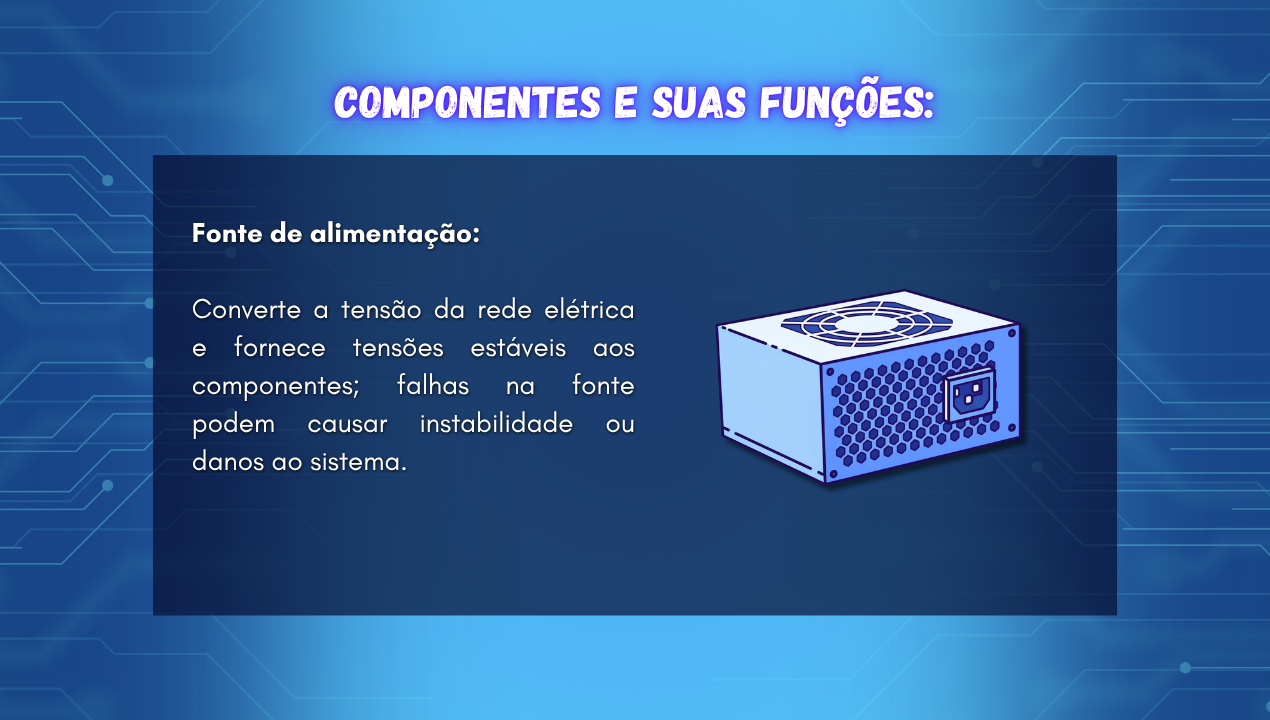 COMPONENTES E SUAS FUNÇÕES:
Fonte de alimentação:
Converte a tensão da rede elétrica
e fornece tensões estáveis aos
componentes; falhas na fonte
podem causar instabilidade ou
danos ao sistema.